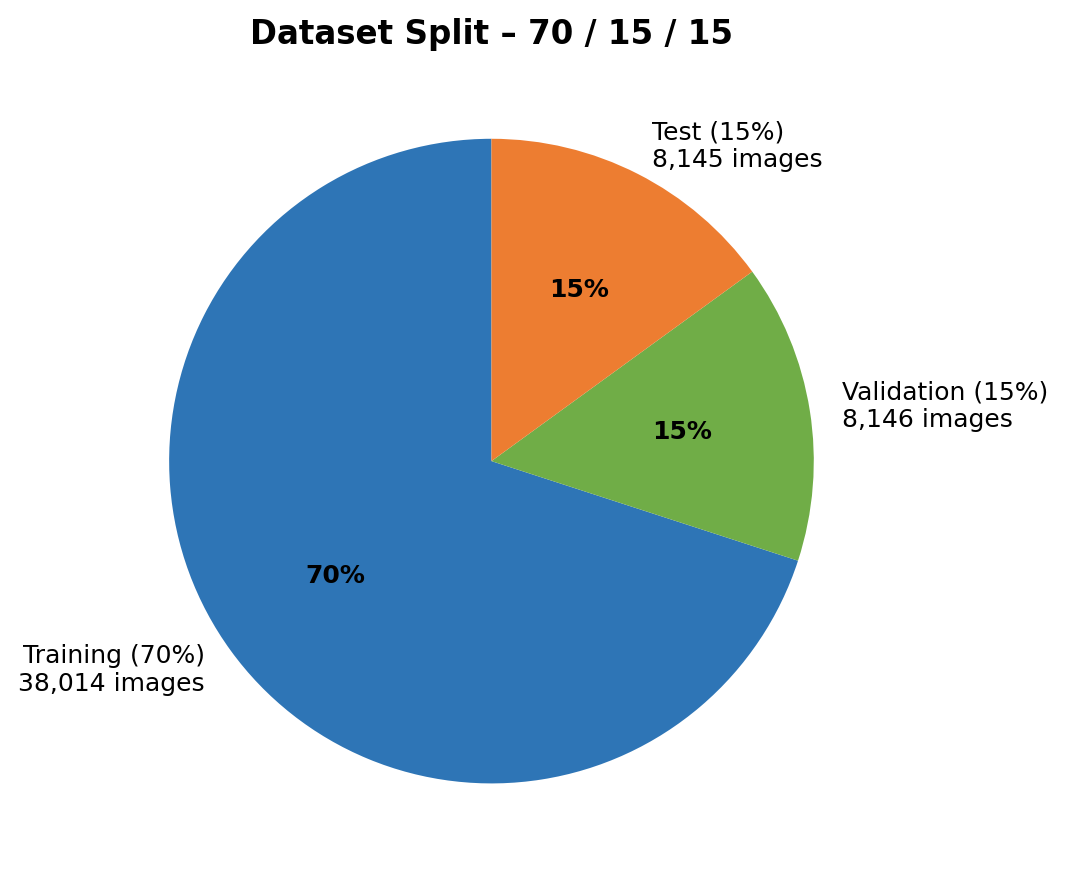 Dataset Split – 70 / 15 / 15
Test (15%)
8,145 images
15%
Validation (15%)
8,146 images
15%
70%
Training (70%)
38,014 images